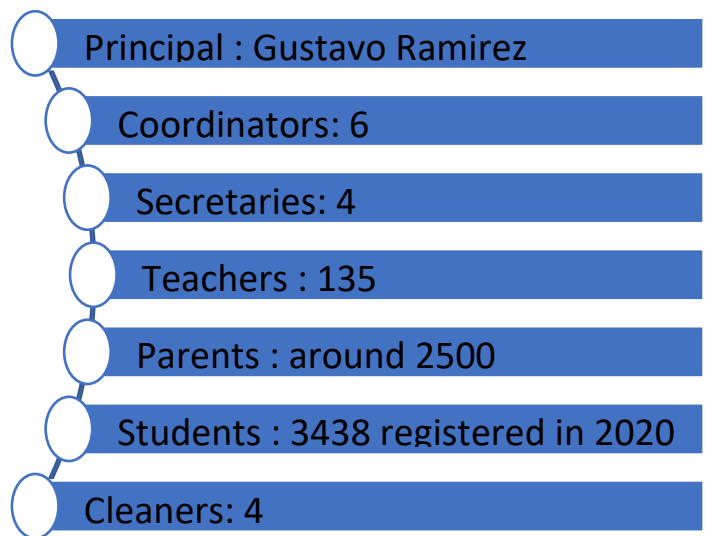 Principal : Gustavo Ramirez
Coordinators: 6
Secretaries: 4
Teachers : 135
Parents : around 2500
Students : 3438 registered in 2020
Cleaners: 4